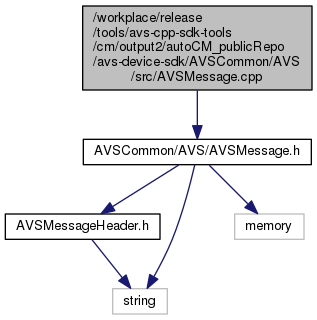 /workplace/release
/tools/avs-cpp-sdk-tools
/cm/output2/autoCM_publicRepo
/avs-device-sdk/AVSCommon/AVS
/src/AVSMessage.cpp
AVSCommon/AVS/AVSMessage.h
AVSMessageHeader.h
memory
string